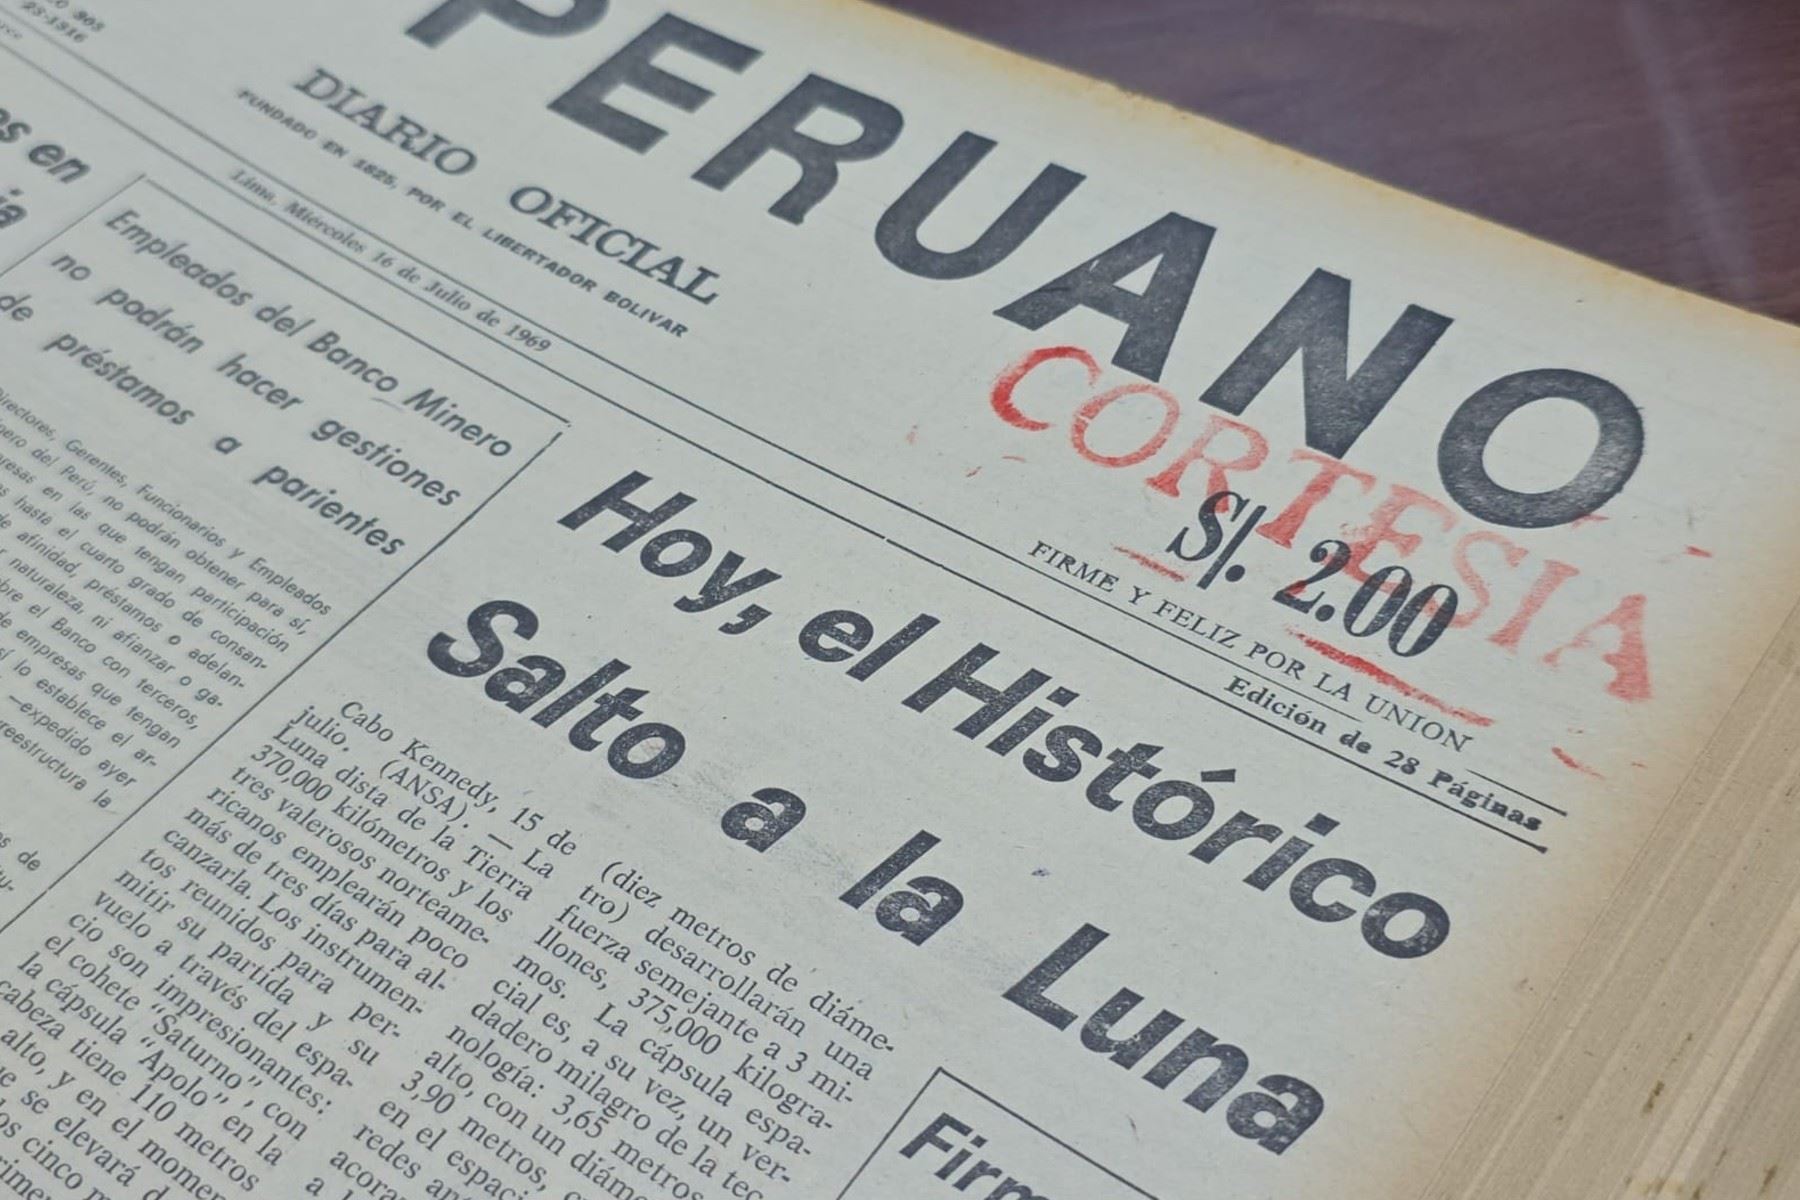 PERUANO
DIARIO OFICIAL
FUNDADO EN 1825, POR EL LIBERTADOR BOLIVAR
Lima, Miércoles 16 de Julio de 1969
CORTESIA
S/. 2.00
FIRME Y FELIZ POR LA UNION
Edición de 28 Páginas
en
Empleados del Banco Minero
no podrán hacer gestiones
de préstamos a parientes
Directores, Gerentes, Funcionarios y Empleados
del Perú, no podrán obtener para sí,
en las que tengan participación
hasta el cuarto grado de consan-
de afinidad, préstamos o adelan-
naturaleza, ni afianzar o ga-
el Banco con terceros,
de empresas que tengan
lo establece el ar-
—expedido ayer
la
Hoy, el Histórico
Salto a la Luna
Cabo Kennedy, 15 de
julio. (ANSA). — La
Luna dista de la Tierra
370,000 kilómetros y los
tres valerosos norteame-
ricanos emplearán poco
más de tres días para al-
canzarla. Los instrumen-
tos reunidos para per-
mitir su partida y su
vuelo a través del espa-
cio son impresionantes:
el cohete "Saturno", con
la cápsula "Apolo" en la
cabeza tiene 110 metros
alto, y en el momen
se elevará
cinco
(diez metros de diáme-
tro) desarrollarán una
fuerza semejante a 3 mi-
llones, 375,000 kilogra-
mos. La cápsula espa-
cial es, a su vez, un ver-
dadero milagro de la tec
nología: 3,65 metros
alto, con un diáme
3,90 metros,
en el espaci
redes
acora
a